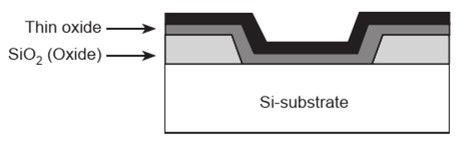 Thin oxide
SiO₂ (Oxide)
Si-substrate